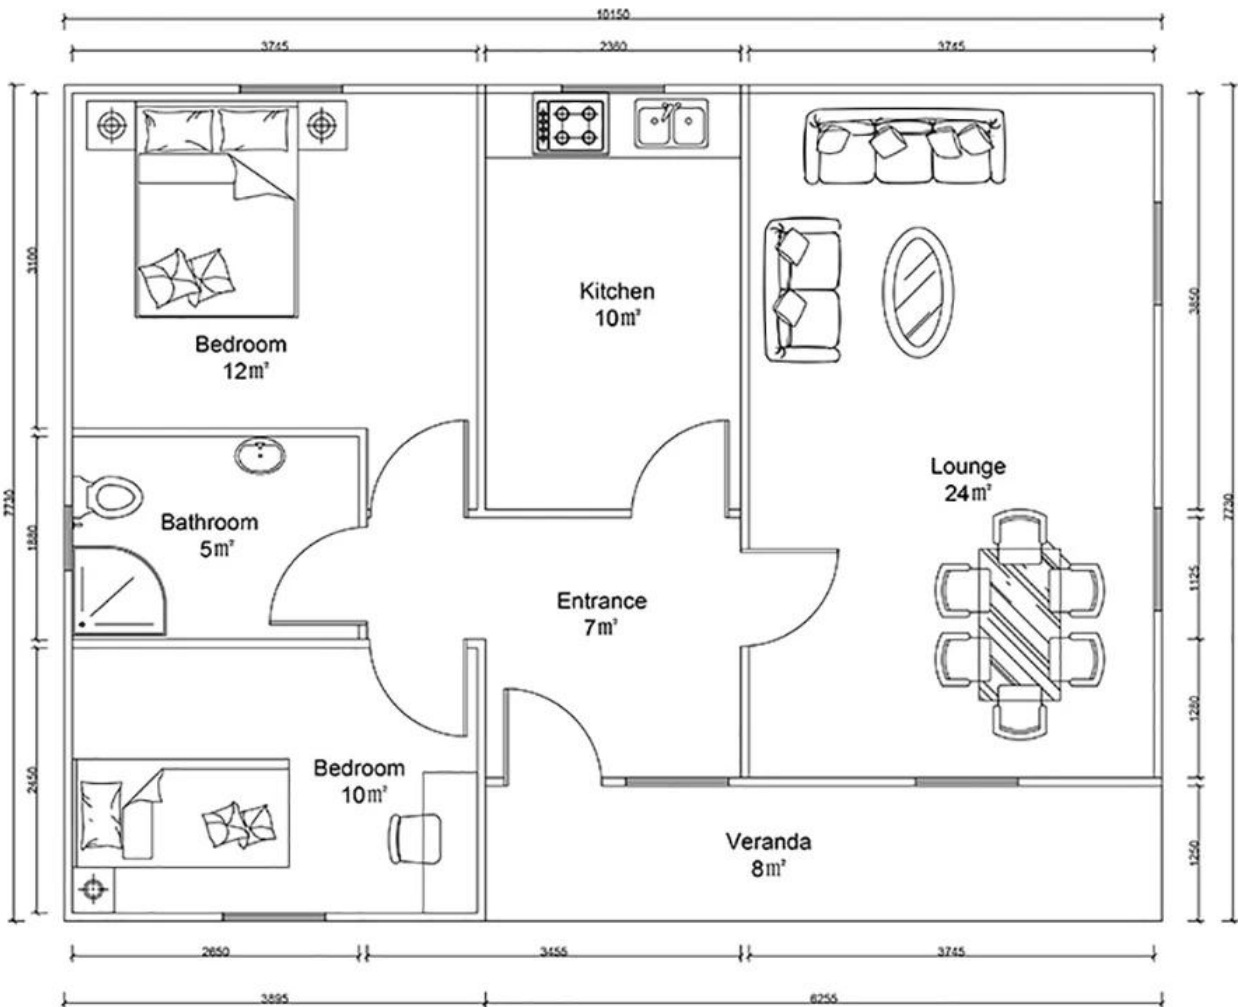 10150
3745
2360
3745
3100
Kitchen
10m²
3850
Bedroom
12m²
Lounge
24m²
7730
1880
Bathroom
5m²
7730
1125
Entrance
7m²
1280
Bedroom
10m²
2450
Veranda
8m²
1250
2650
3455
3745
3895
6255